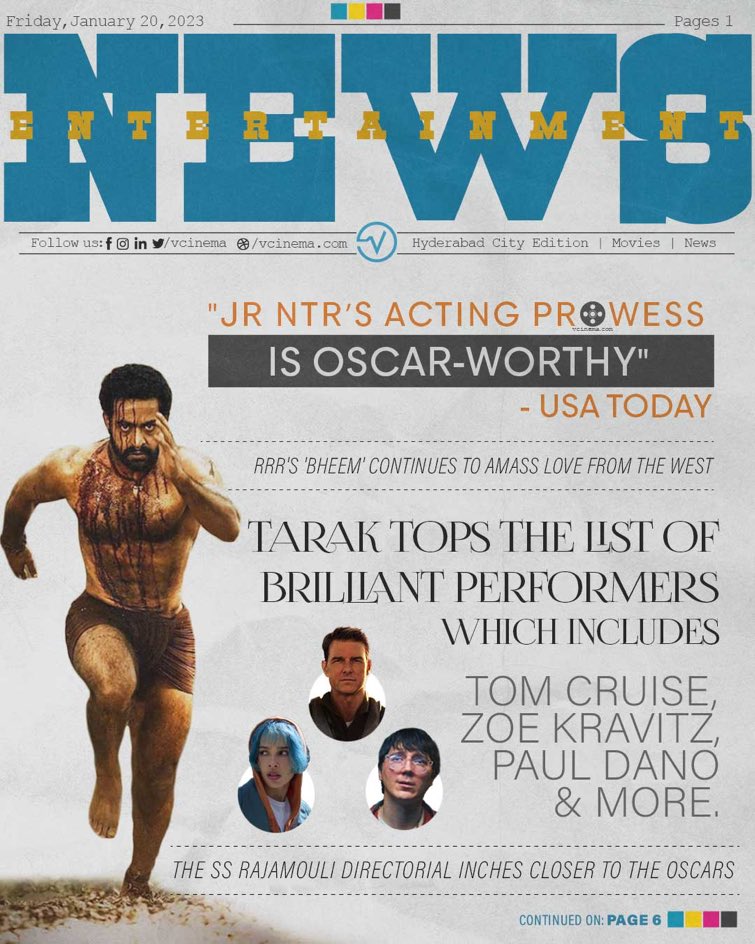 Friday,January 20,2023
Pages 1
NEWS
ENTERTAINMENT
Follow us: /vcinema /vcinema.com
Hyderabad City Edition | Movies | News
"JR NTR'S ACTING PROWESS
vcinema.com
IS OSCAR-WORTHY"
- USA TODAY
RRR'S 'BHEEM' CONTINUES TO AMASS LOVE FROM THE WEST
TARAK TOPS THE LIST OF
BRILLIANT PERFORMERS
WHICH INCLUDES
TOM CRUISE,
ZOE KRAVITZ,
PAUL DANO
& MORE.
THE SS RAJAMOULI DIRECTORIAL INCHES CLOSER TO THE OSCARS
CONTINUED ON: PAGE 6